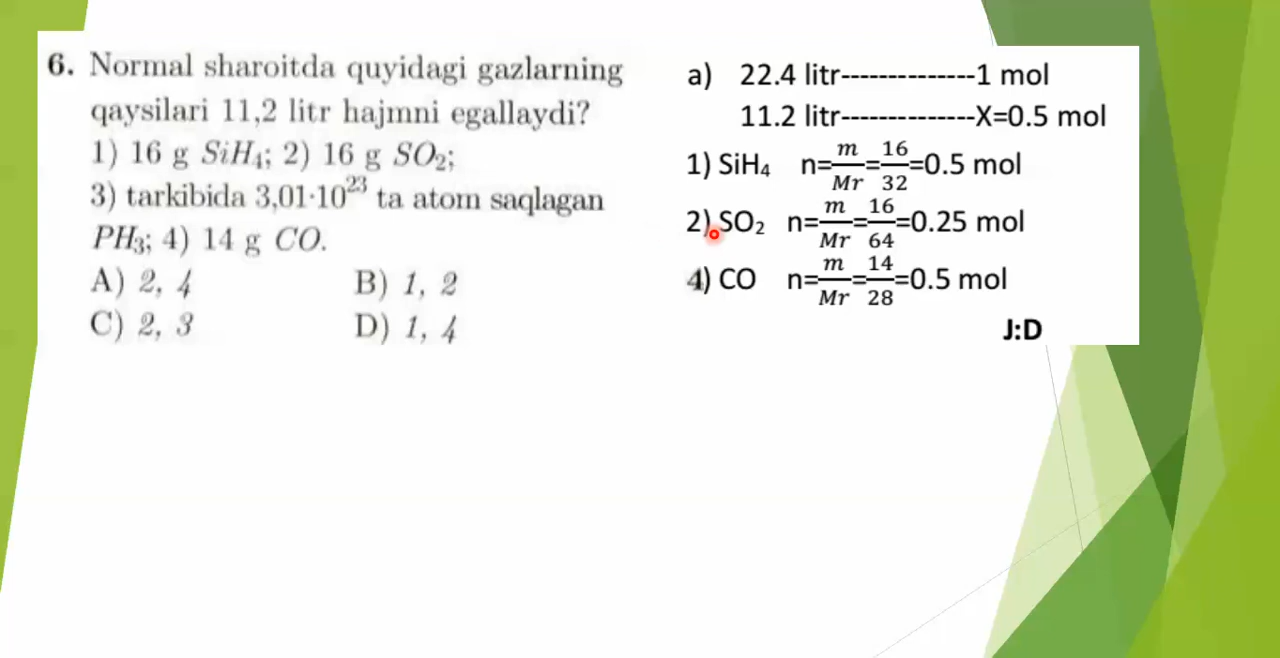 6. Normal sharoitda quyidagi gazlarning
qaysilari 11,2 litr hajmni egallaydi?
1) 16 g SiH₄; 2) 16 g SO₂;
3) tarkibida 3,01·10²³ ta atom saqlagan
PH₃; 4) 14 g CO.
A) 2, 4 B) 1, 2
C) 2, 3 D) 1, 4
a) 22.4 litr--------------1 mol
11.2 litr--------------X=0.5 mol
1) SiH₄ n=m/Mr=16/32=0.5 mol
2) SO₂ n=m/Mr=16/64=0.25 mol
4) CO n=m/Mr=14/28=0.5 mol
J:D